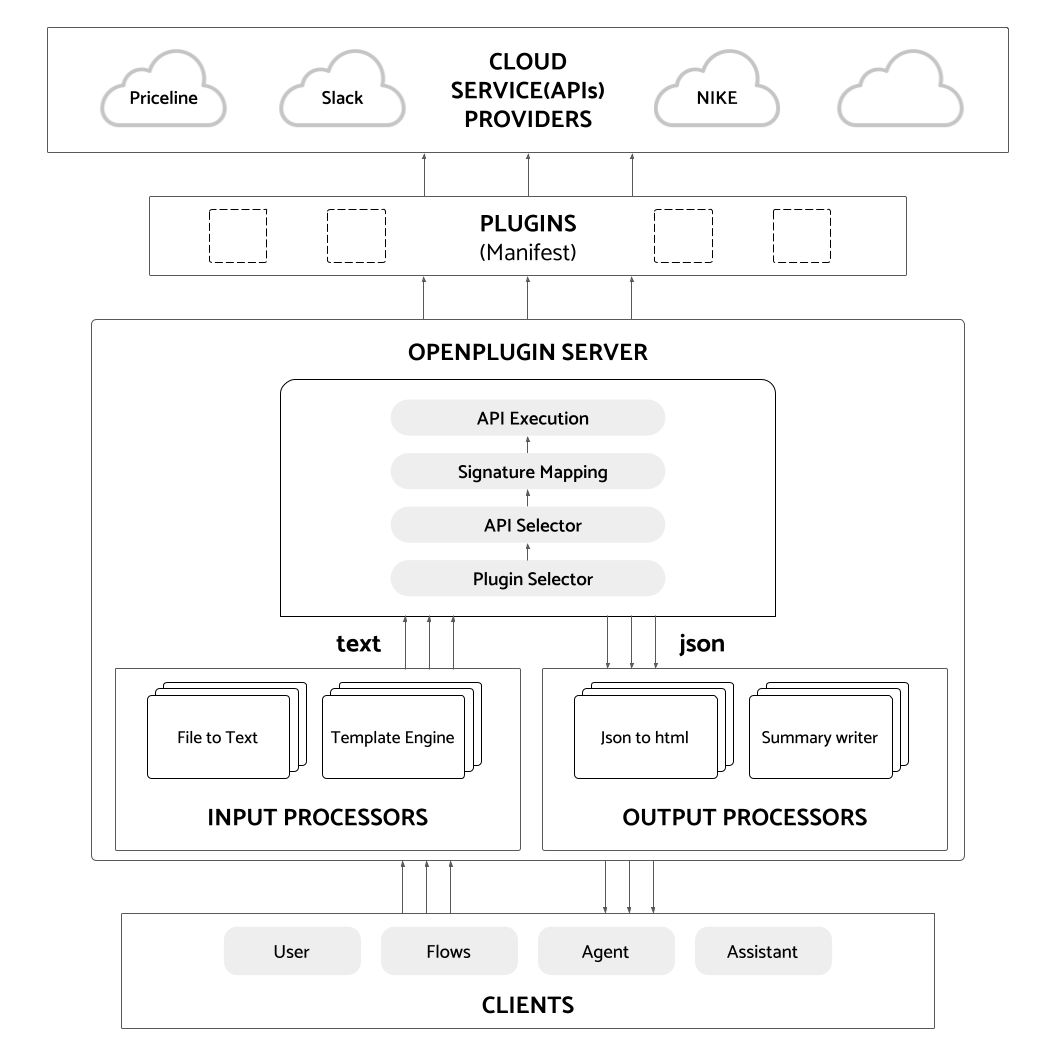 Priceline
Slack
CLOUD
SERVICE(APIs)
PROVIDERS
NIKE
PLUGINS
(Manifest)
OPENPLUGIN SERVER
API Execution
Signature Mapping
API Selector
Plugin Selector
text
json
File to Text
Template Engine
INPUT PROCESSORS
Json to html
Summary writer
OUTPUT PROCESSORS
User
Flows
Agent
Assistant
CLIENTS